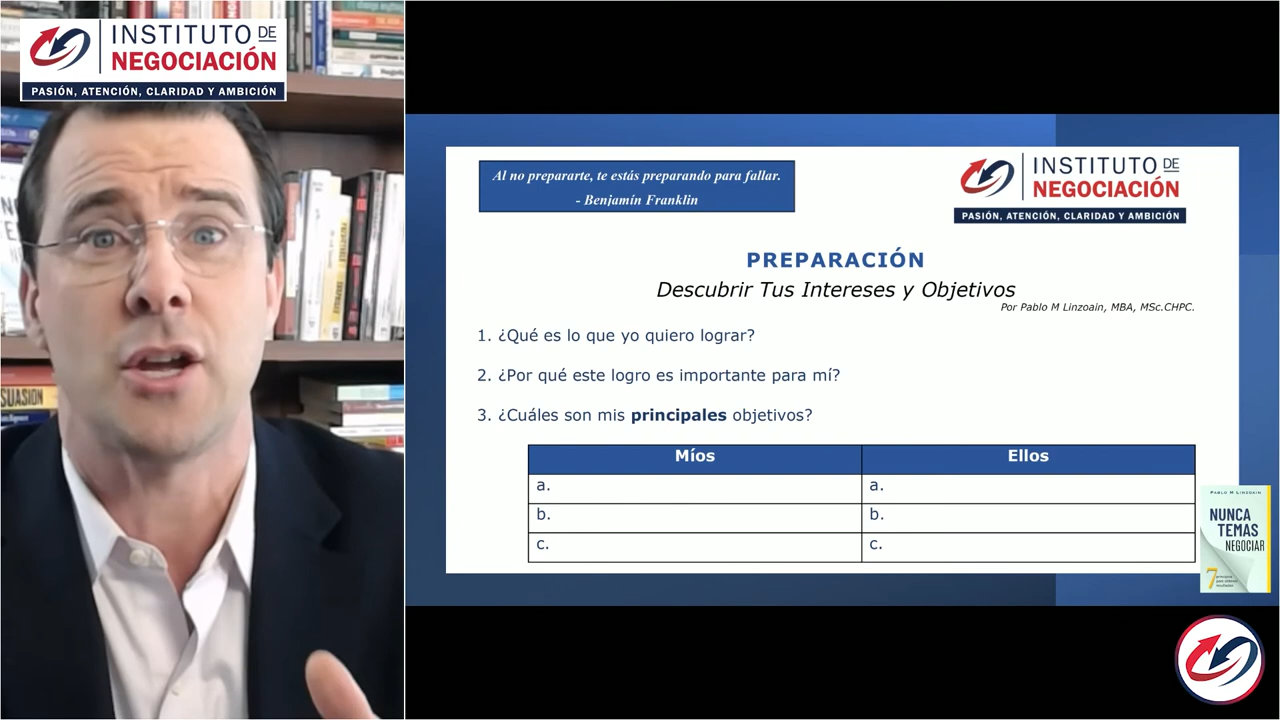 INSTITUTO DE
NEGOCIACIÓN
PASIÓN, ATENCIÓN, CLARIDAD Y AMBICIÓN
SUASION
Al no prepararte, te estás preparando para fallar.
- Benjamín Franklin
INSTITUTO DE
NEGOCIACIÓN
PASIÓN, ATENCIÓN, CLARIDAD Y AMBICIÓN
PREPARACIÓN
Descubrir Tus Intereses y Objetivos
Por Pablo M Linzoain, MBA, MSc.CHPC.
1. ¿Qué es lo que yo quiero lograr?
2. ¿Por qué este logro es importante para mí?
3. ¿Cuáles son mis principales objetivos?
Míos Ellos
a. a.
b. b.
c. c.
PABLO M LINZOAIN
NUNCA
TEMAS
NEGOCIAR
7